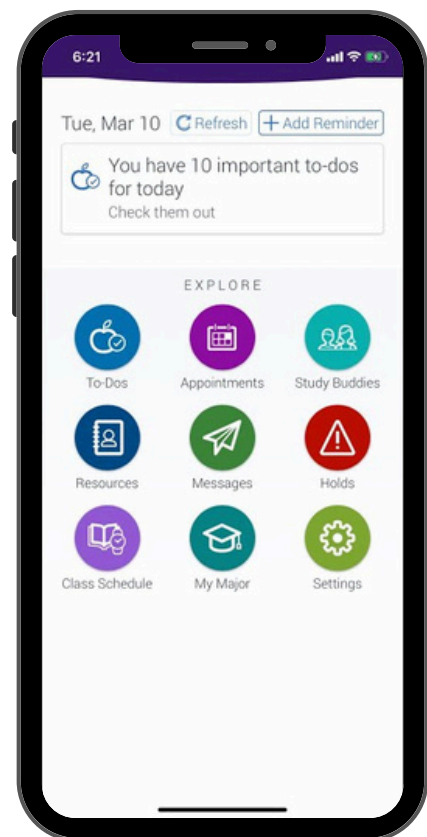 6:21
Tue, Mar 10 Refresh Add Reminder
You have 10 important to-dos
for today
Check them out
EXPLORE
To-Dos Appointments Study Buddies
Resources Messages Holds
Class Schedule My Major Settings